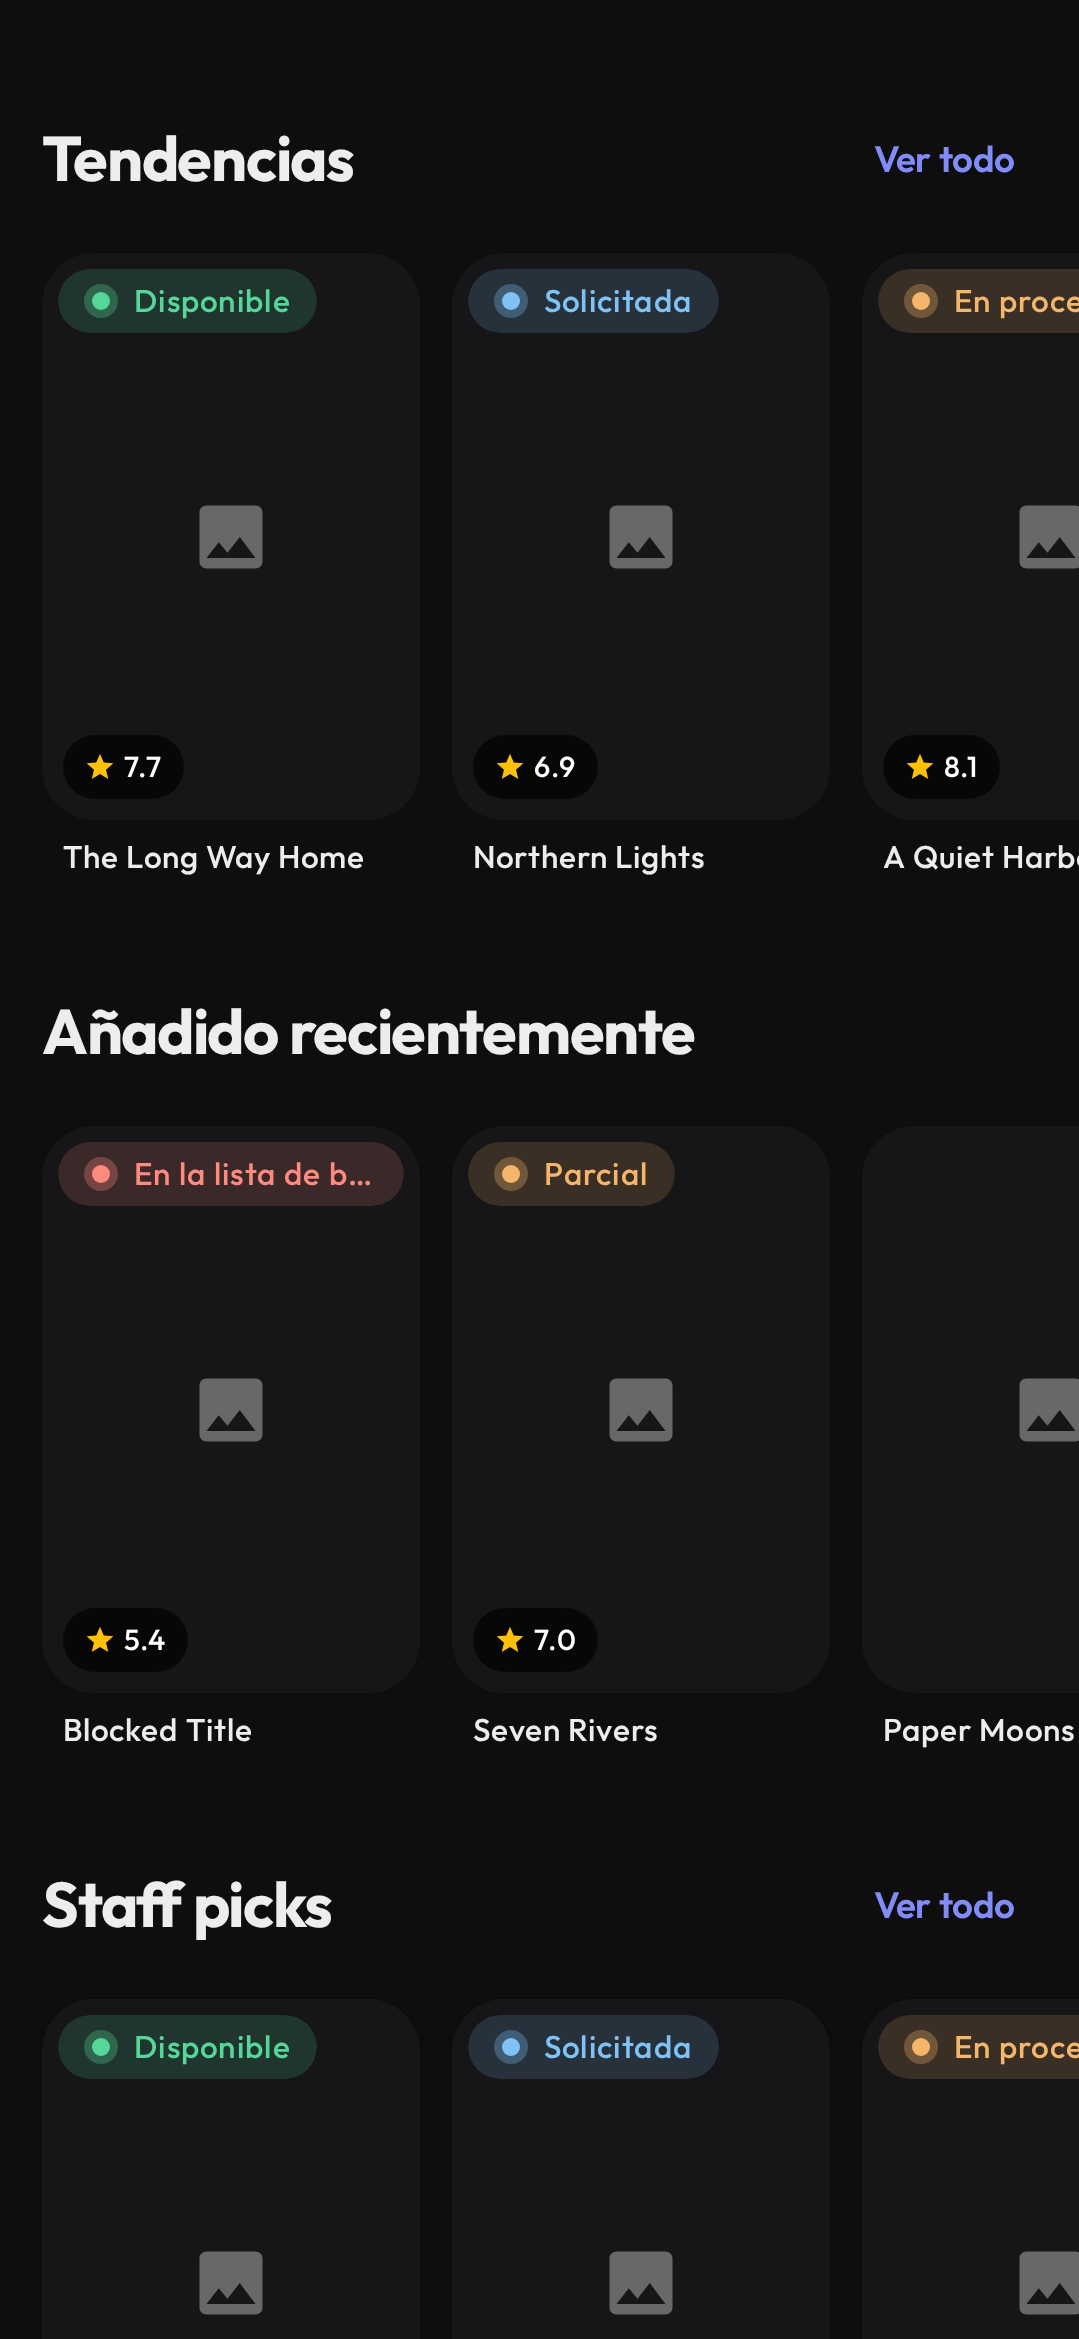 Tendencias
Ver todo
Disponible
Solicitada
En proce
7.7
6.9
8.1
The Long Way Home
Northern Lights
A Quiet Harb
Añadido recientemente
En la lista de b...
Parcial
5.4
7.0
Blocked Title
Seven Rivers
Paper Moons
Staff picks
Ver todo
Disponible
Solicitada
En proce